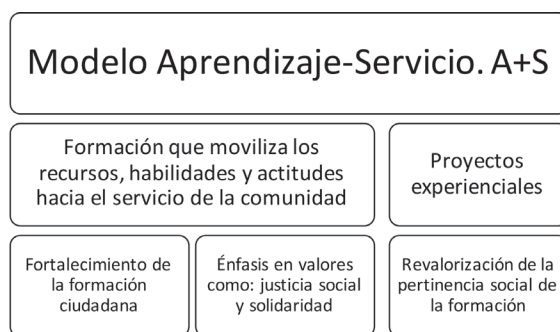 Modelo Aprendizaje-Servicio. A+S
Formación que moviliza los
recursos, habilidades y actitudes
hacia el servicio de la comunidad
Proyectos
experienciales
Fortalecimiento de
la formación
ciudadana
Énfasis en valores
como: justicia social
y solidaridad
Revalorización de la
pertinencia social de
la formación